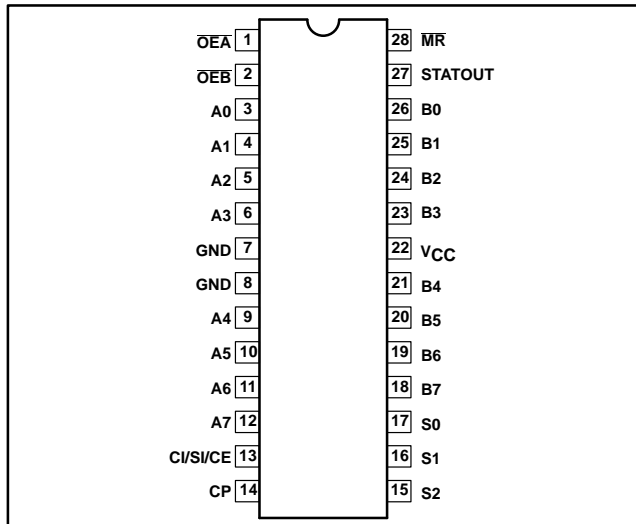 OEA 1 28 MR
OEB 2 27 STATOUT
A0 3 26 B0
A1 4 25 B1
A2 5 24 B2
A3 6 23 B3
GND 7 22 VCC
GND 8 21 B4
A4 9 20 B5
A5 10 19 B6
A6 11 18 B7
A7 12 17 S0
CI/SI/CE 13 16 S1
CP 14 15 S2